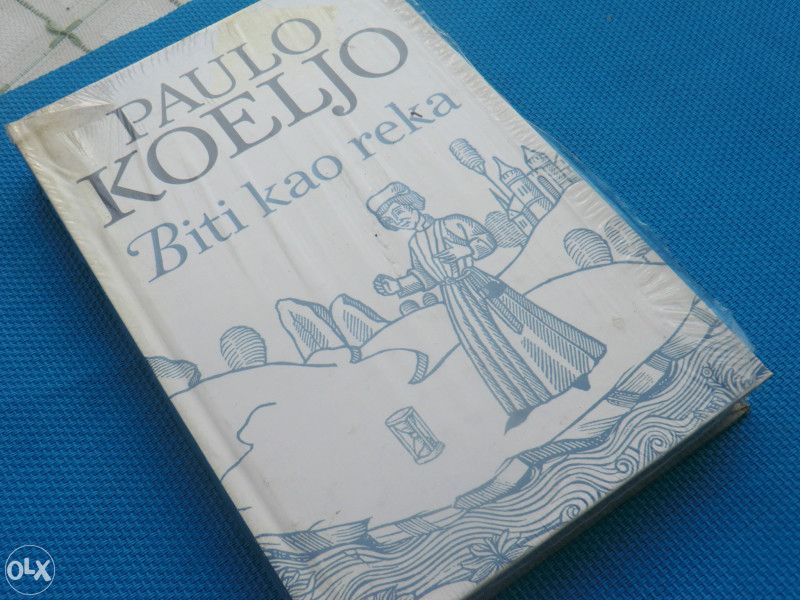 PAULO
KOELJO
Biti kao reka
OLX